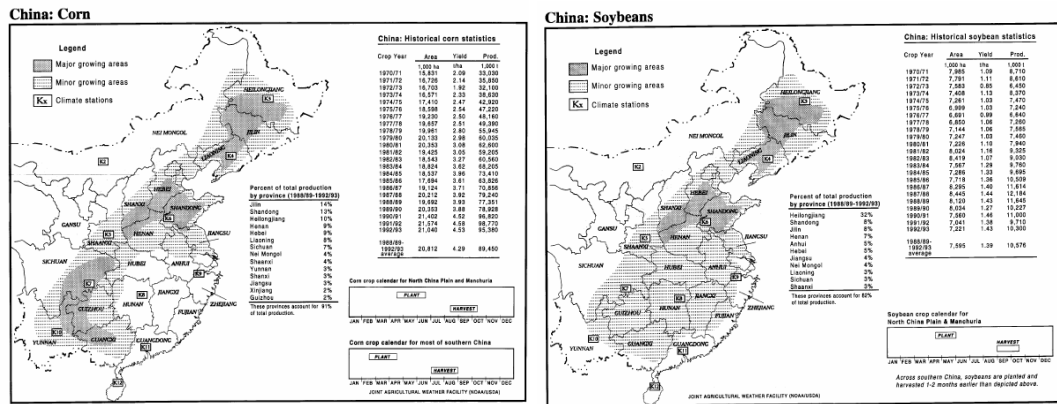 China: Corn
Legend
Major growing areas
Minor growing areas
Kx Climate stations
HEILONGJIANG
K3
JILIN
NEI MONGOL
LIAONING
K4
K2
HEBEI
SHANXI
SHANDONG
GANSU
HENAN
SHAANXI
JIANGSU
SICHUAN
HUBEI
ANHUI
K9
K7
K8
HUNAN
JIANGXI
ZHEJIANG
GUIZHOU
FUJIAN
K10
YUNNAN
GUANGXI
GUANGDONG
K11
K12
China: Historical corn statistics
Crop Year Area Yield Prod.
1,000 ha t/ha 1,000 t
1970/71 15,831 2.09 33,030
1971/72 16,726 2.14 35,850
1972/73 16,703 1.92 32,100
1973/74 16,571 2.33 38,630
1974/75 17,410 2.47 42,920
1975/76 18,598 2.54 47,220
1976/77 19,230 2.50 48,160
1977/78 19,657 2.51 49,390
1978/79 19,961 2.80 55,945
1979/80 20,133 2.98 60,035
1980/81 20,353 3.08 62,600
1981/82 19,425 3.05 59,205
1982/83 18,543 3.27 60,560
1983/84 18,824 3.62 68,205
1984/85 18,537 3.96 73,410
1985/86 17,694 3.61 63,826
1986/87 19,124 3.71 70,856
1987/88 20,212 3.92 79,240
1988/89 19,692 3.93 77,351
1989/90 20,353 3.88 78,928
1990/91 21,402 4.52 96,820
1991/92 21,574 4.58 98,770
1992/93 21,040 4.53 95,380
1988/89-
1992/93 20,812 4.29 89,450
average
Percent of total production
by province (1988/89-1992/93)
Jilin 14%
Shandong 13%
Heilongjiang 10%
Henan 9%
Hebei 9%
Liaoning 8%
Sichuan 7%
Nei Mongol 4%
Shaanxi 4%
Yunnan 3%
Shanxi 3%
Jiangsu 3%
Xinjiang 2%
Guizhou 2%
These provinces account for 91%
of total production.
Corn crop calendar for North China Plain and Manchuria
PLANT
HARVEST
JAN FEB MAR APR MAY JUN JUL AUG SEP OCT NOV DEC
Corn crop calendar for most of southern China
PLANT
HARVEST
JAN FEB MAR APR MAY JUN JUL AUG SEP OCT NOV DEC
JOINT AGRICULTURAL WEATHER FACILITY (NOAA/USDA)
China: Soybeans
Legend
Major growing areas
Minor growing areas
Kx Climate stations
HEILONGJIANG
K3
JILIN
NEI MONGOL
LIAONING
K4
K2
HEBEI
SHANXI
SHANDONG
GANSU
HENAN
SHAANXI
JIANGSU
SICHUAN
HUBEI
ANHUI
K9
K7
K8
HUNAN
JIANGXI
ZHEJIANG
GUIZHOU
FUJIAN
K10
YUNNAN
GUANGXI
GUANGDONG
K11
China: Historical soybean statistics
Crop Year Area Yield Prod.
1,000 ha t/ha 1,000 t
1970/71 7,985 1.09 8,710
1971/72 7,791 1.11 8,610
1972/73 7,583 0.85 6,450
1973/74 7,408 1.13 8,370
1974/75 7,261 1.03 7,470
1975/76 6,999 1.03 7,240
1976/77 6,691 0.99 6,640
1977/78 6,850 1.06 7,260
1978/79 7,144 1.06 7,565
1979/80 7,247 1.03 7,460
1980/81 7,226 1.10 7,940
1981/82 8,024 1.16 9,325
1982/83 8,419 1.07 9,030
1983/84 7,567 1.29 9,760
1984/85 7,286 1.33 9,695
1985/86 7,718 1.36 10,509
1986/87 8,295 1.40 11,614
1987/88 8,445 1.44 12,184
1988/89 8,120 1.43 11,645
1989/90 8,034 1.27 10,227
1990/91 7,560 1.46 11,000
1991/92 7,041 1.38 9,710
1992/93 7,221 1.43 10,300
1988/89-
1992/93 7,595 1.39 10,576
average
Percent of total production
by province (1988/89-1992/93)
Heilongjiang 32%
Shandong 8%
Jilin 8%
Henan 7%
Anhui 5%
Hebei 5%
Jiangsu 4%
Nei Mongol 4%
Liaoning 3%
Sichuan 3%
Shaanxi 3%
These provinces account for 82%
of total production.
Soybean crop calendar for
North China Plain & Manchuria
PLANT
HARVEST
JAN FEB MAR APR MAY JUN JUL AUG SEP OCT NOV DEC
Across southern China, soybeans are planted and
harvested 1-2 months earlier than depicted above.
JOINT AGRICULTURAL WEATHER FACILITY (NOAA/USDA)